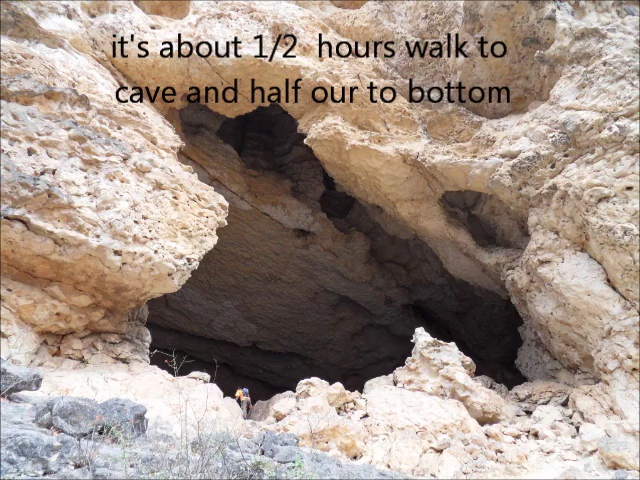 it's about 1/2 hours walk to
cave and half our to bottom